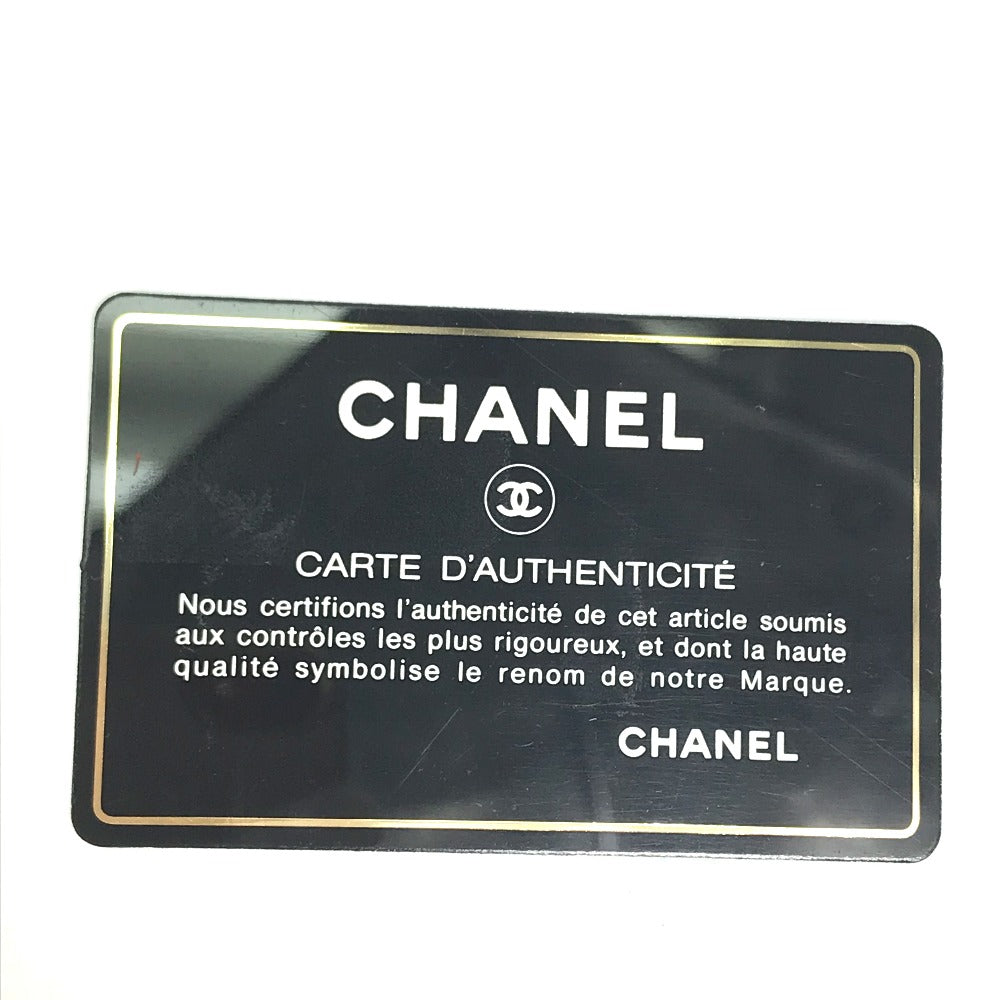 CHANEL
CARTE D'AUTHENTICITÉ
Nous certifions l'authenticité de cet article soumis
aux contrôles les plus rigoureux, et dont la haute
qualité symbolise le renom de notre Marque.
CHANEL